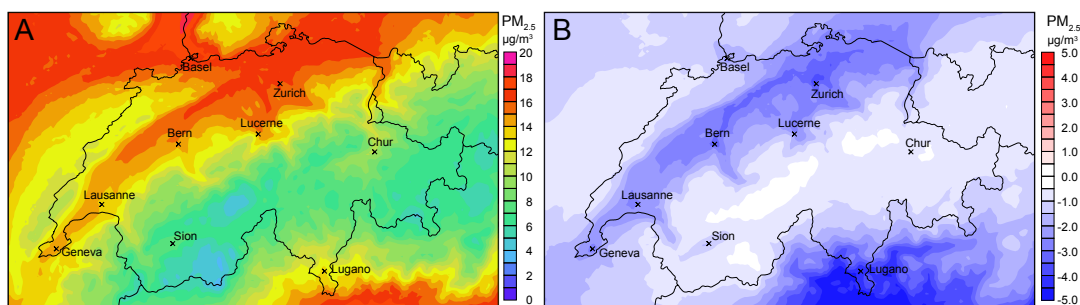 A
Basel
Zurich
Bern
Lucerne
Chur
Lausanne
Sion
Geneva
Lugano
PM2.5
µg/m³
20
18
16
14
12
10
8
6
4
2
0
B
Basel
Zurich
Bern
Lucerne
Chur
Lausanne
Sion
Geneva
Lugano
PM2.5
µg/m³
5.0
4.0
3.0
2.0
1.0
0.0
-1.0
-2.0
-3.0
-4.0
-5.0